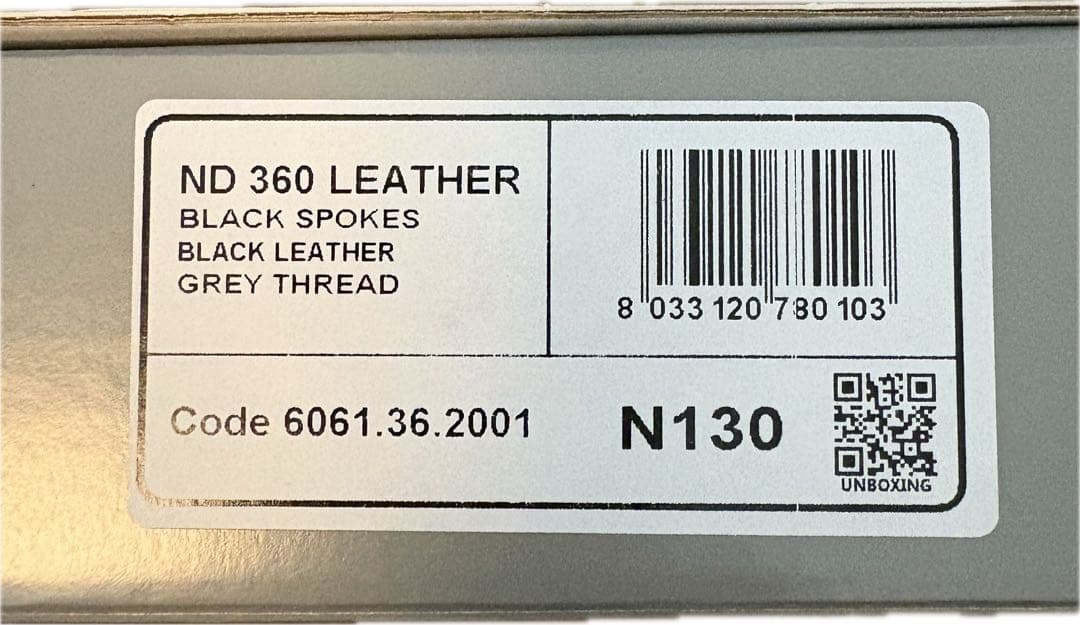 ND 360 LEATHER
BLACK SPOKES
BLACK LEATHER
GREY THREAD
8 033120 780103
Code 6061.36.2001
N130
UNBOXING